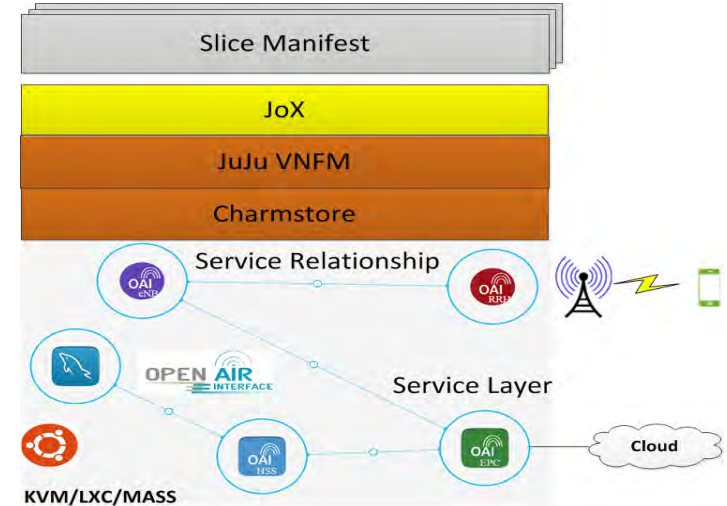 Slice Manifest
JoX
JuJu VNFM
Charmstore
Service Relationship
OAI
eNB
OAI
RRH
OPEN AIR
INTERFACE
Service Layer
OAI
HSS
OAI
EPC
Cloud
KVM/LXC/MASS